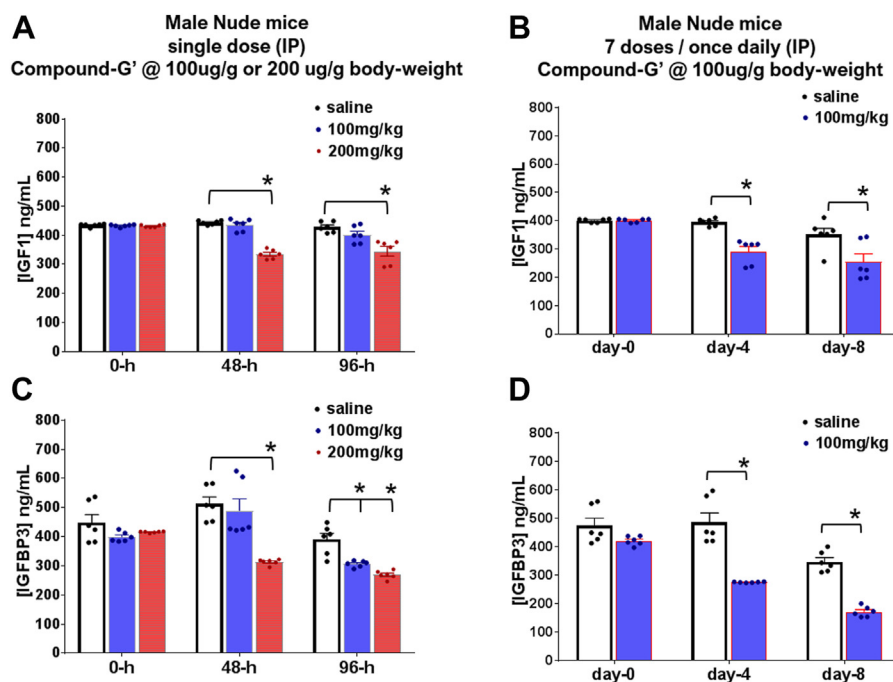 A
Male Nude mice
single dose (IP)
Compound-G' @ 100ug/g or 200 ug/g body-weight
saline
100mg/kg
200mg/kg
800
700
600
500
400
300
200
100
0
[IGF1] ng/mL
*
*
0-h
48-h
96-h
B
Male Nude mice
7 doses / once daily (IP)
Compound-G' @ 100ug/g body-weight
saline
100mg/kg
800
700
600
500
400
300
200
100
0
[IGF1] ng/mL
*
*
day-0
day-4
day-8
C
saline
100mg/kg
200mg/kg
800
700
600
500
400
300
200
100
0
[IGFBP3] ng/mL
*
*
*
0-h
48-h
96-h
D
saline
100mg/kg
800
700
600
500
400
300
200
100
0
[IGFBP3] ng/mL
*
*
day-0
day-4
day-8